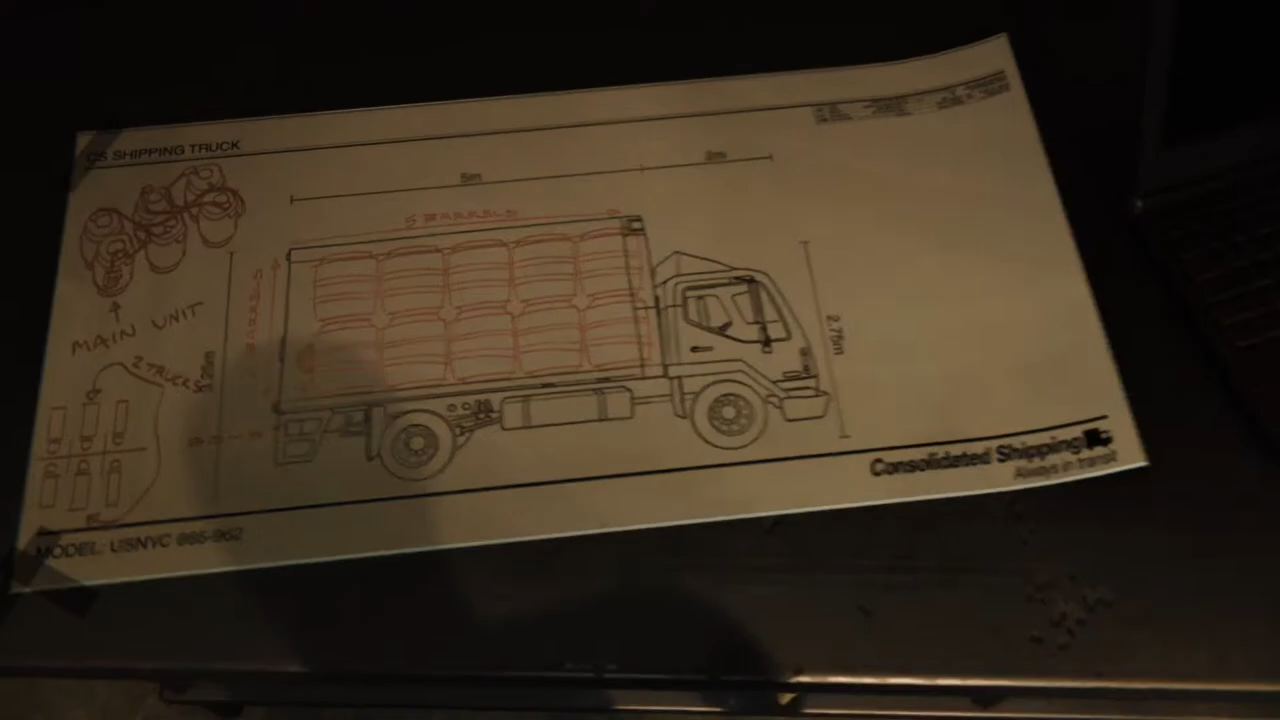 CS SHIPPING TRUCK
5m
2m
5 BARRELS
BARRELS
MAIN UNIT
2 TRUCKS
2.75m
Consolidated Shipping
Always in transit
MODEL: USNYC